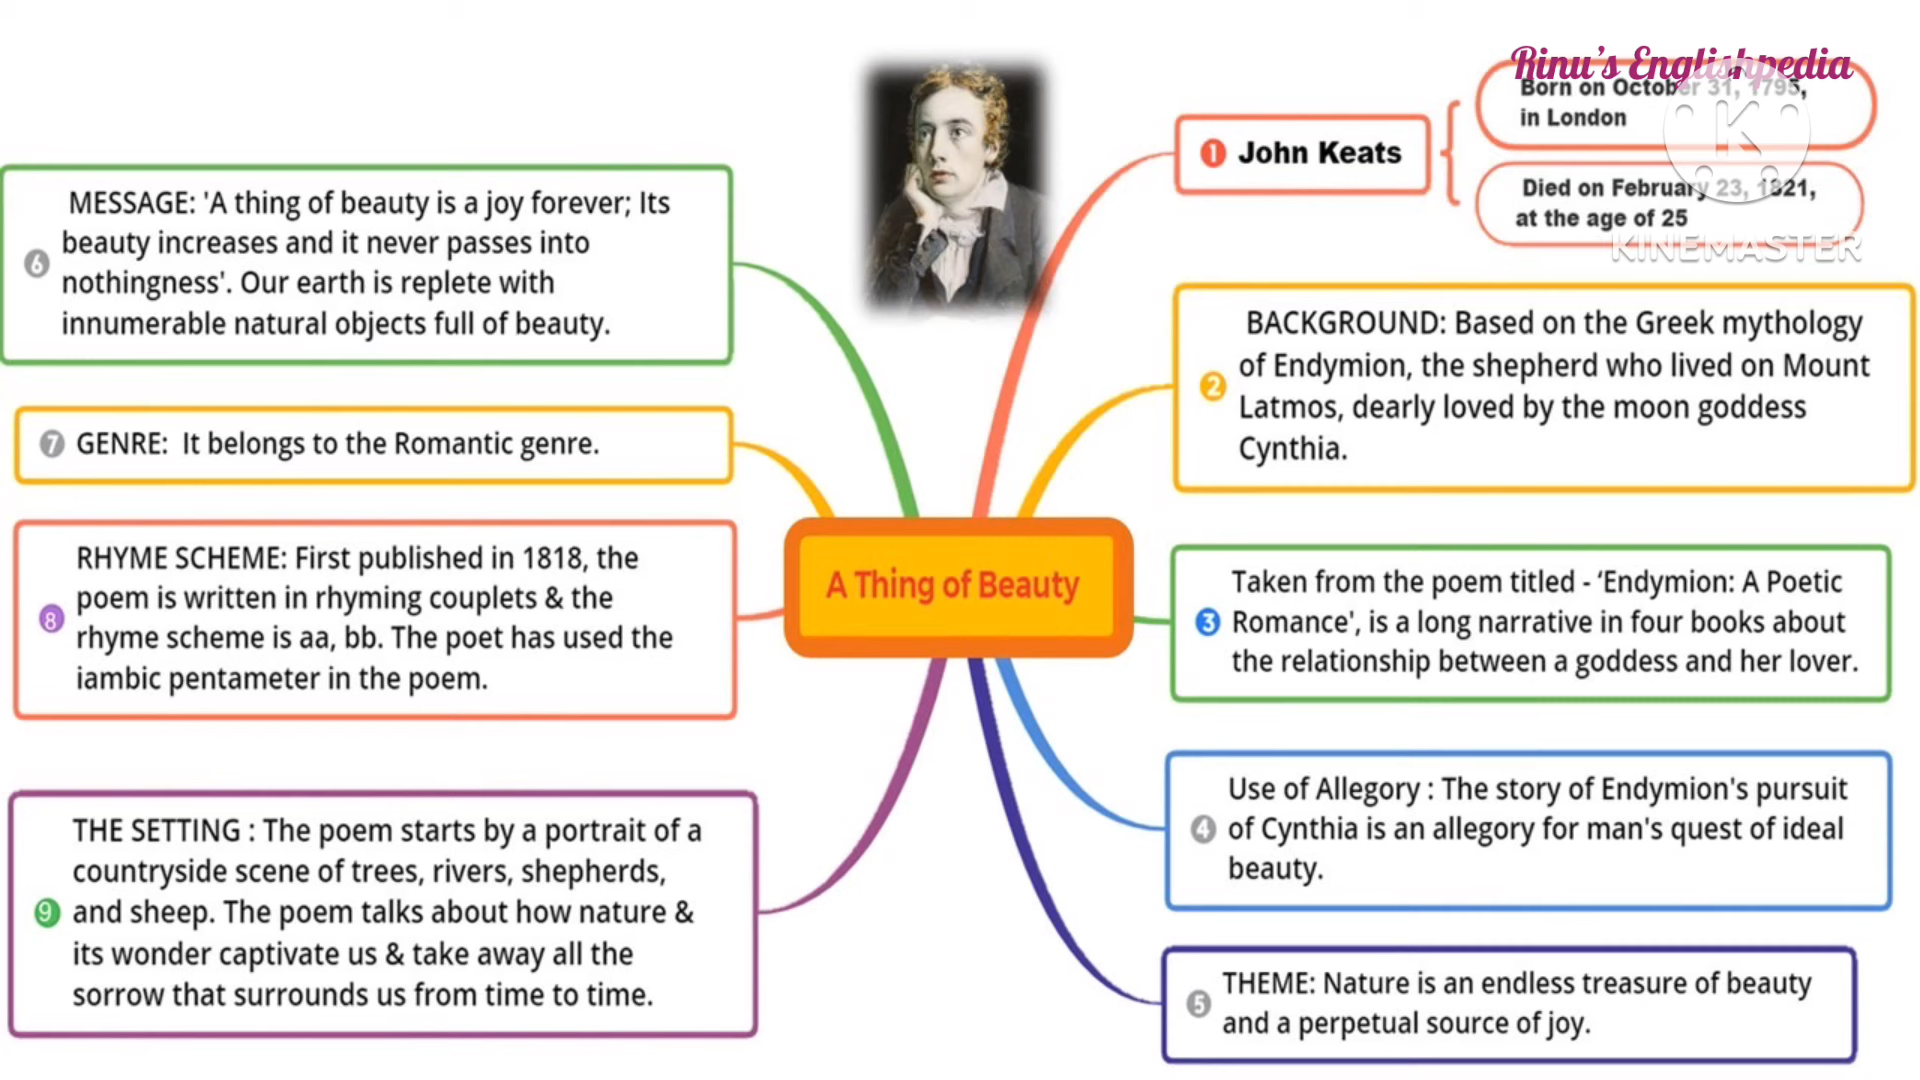 Rinu's Englishpedia
Born on October 31, 1795,
in London
1 John Keats
Died on February 23, 1821,
at the age of 25
KINEMASTER
K
MESSAGE: 'A thing of beauty is a joy forever; Its
beauty increases and it never passes into
6
nothingness'. Our earth is replete with
innumerable natural objects full of beauty.
BACKGROUND: Based on the Greek mythology
of Endymion, the shepherd who lived on Mount
2
Latmos, dearly loved by the moon goddess
Cynthia.
7 GENRE: It belongs to the Romantic genre.
RHYME SCHEME: First published in 1818, the
poem is written in rhyming couplets & the
8
rhyme scheme is aa, bb. The poet has used the
iambic pentameter in the poem.
A Thing of Beauty
Taken from the poem titled - ‘Endymion: A Poetic
3 Romance', is a long narrative in four books about
the relationship between a goddess and her lover.
Use of Allegory : The story of Endymion's pursuit
4 of Cynthia is an allegory for man's quest of ideal
beauty.
THE SETTING : The poem starts by a portrait of a
countryside scene of trees, rivers, shepherds,
9 and sheep. The poem talks about how nature &
its wonder captivate us & take away all the
sorrow that surrounds us from time to time.
THEME: Nature is an endless treasure of beauty
5
and a perpetual source of joy.